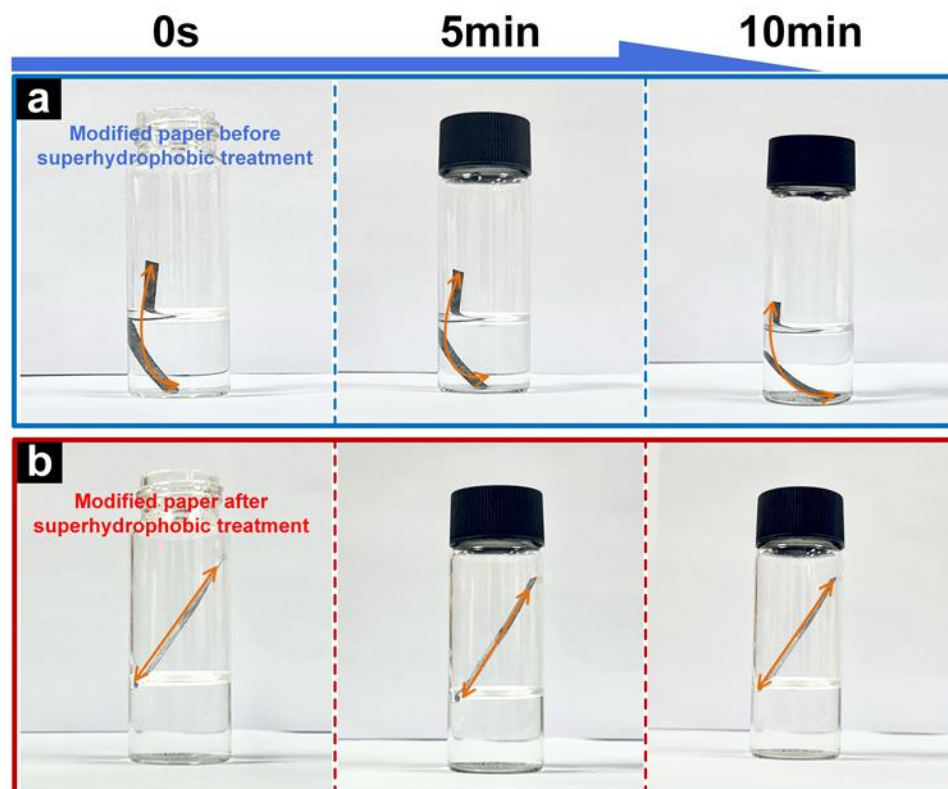 0s 5min 10min
a
Modified paper before
superhydrophobic treatment
b
Modified paper after
superhydrophobic treatment